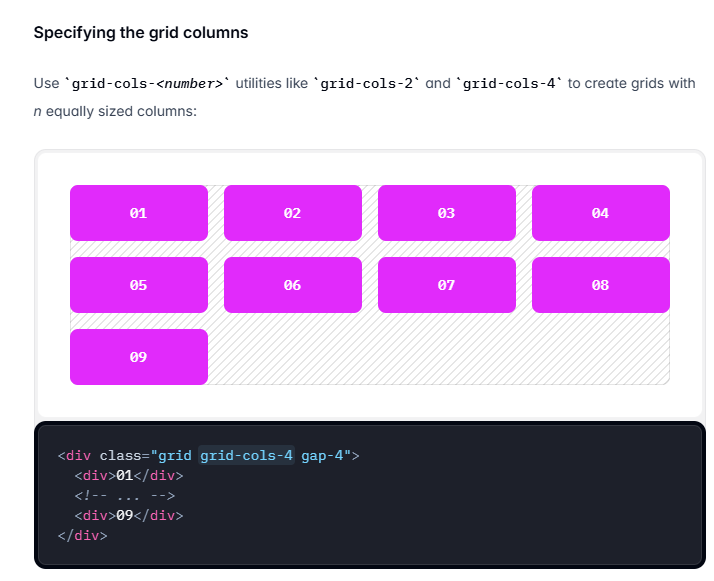 Specifying the grid columns
Use `grid-cols-<number>` utilities like `grid-cols-2` and `grid-cols-4` to create grids with
n equally sized columns:
01 02 03 04
05 06 07 08
09
<div class="grid grid-cols-4 gap-4">
  <div>01</div>
  <!-- ... -->
  <div>09</div>
</div>